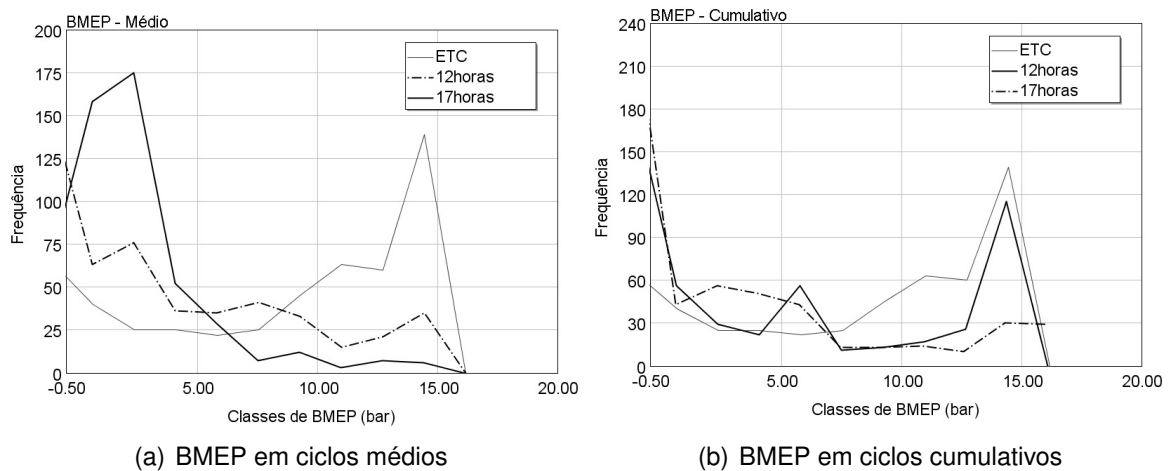 BMEP - Médio
200
175
150
125
100
75
50
25
0
Frequência
ETC
12horas
17horas
-0.50 5.00 10.00 15.00 20.00
Classes de BMEP (bar)
(a) BMEP em ciclos médios
BMEP - Cumulativo
240
210
180
150
120
90
60
30
0
Frequência
ETC
12horas
17horas
-0.50 5.00 10.00 15.00 20.00
Classes de BMEP (bar)
(b) BMEP em ciclos cumulativos